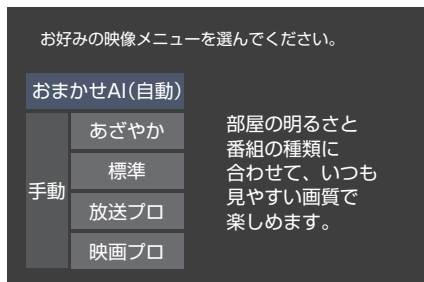 お好みの映像メニューを選んでください。
おまかせAI(自動)
手動
あざやか
標準
放送プロ
映画プロ
部屋の明るさと
番組の種類に
合わせて、いつも
見やすい画質で
楽しめます。